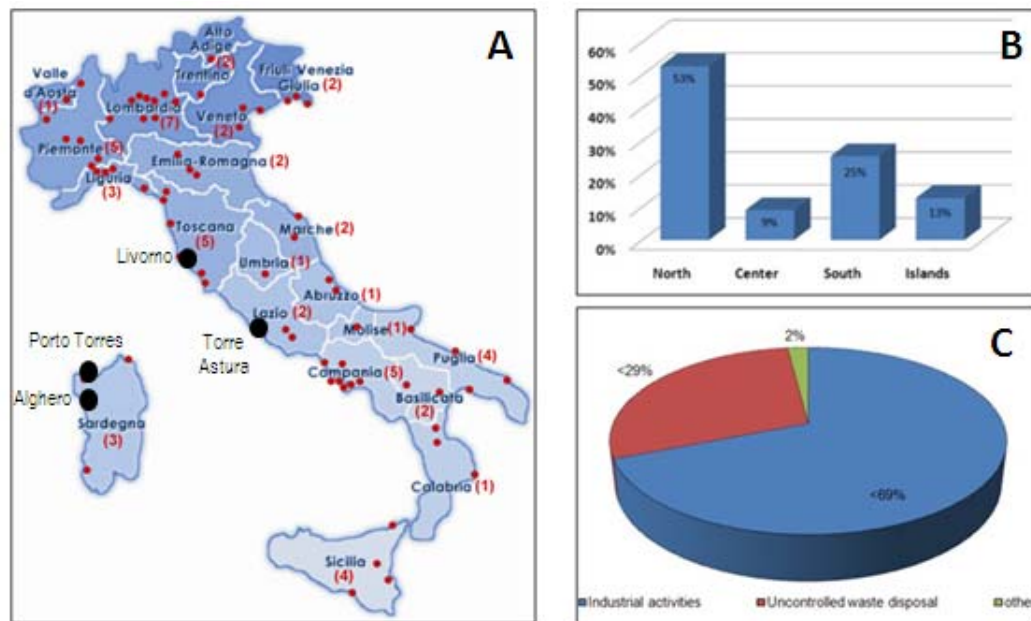 A
Alto
Adige
(2)
Trentino
Friuli Venezia
Giulia (2)
Valle
d'Aosta
(1)
Lombardia
(7)
Veneto
(2)
Piemonte (5)
Emilia-Romagna (2)
Liguria
(3)
Toscana
(5)
Marche (2)
Livorno
Umbria (1)
Abruzzo
(1)
Lazio (2)
Molise (1)
Torre
Astura
Porto Torres
Puglia (4)
Campania (5)
Alghero
Basilicata
(2)
Sardegna
(3)
Calabria (1)
Sicilia
(4)
B
60%
50%
40%
30%
20%
10%
0%
53%
9%
25%
13%
North Center South Islands
C
2%
<29%
<69%
Industrial activities Uncontrolled waste disposal othe